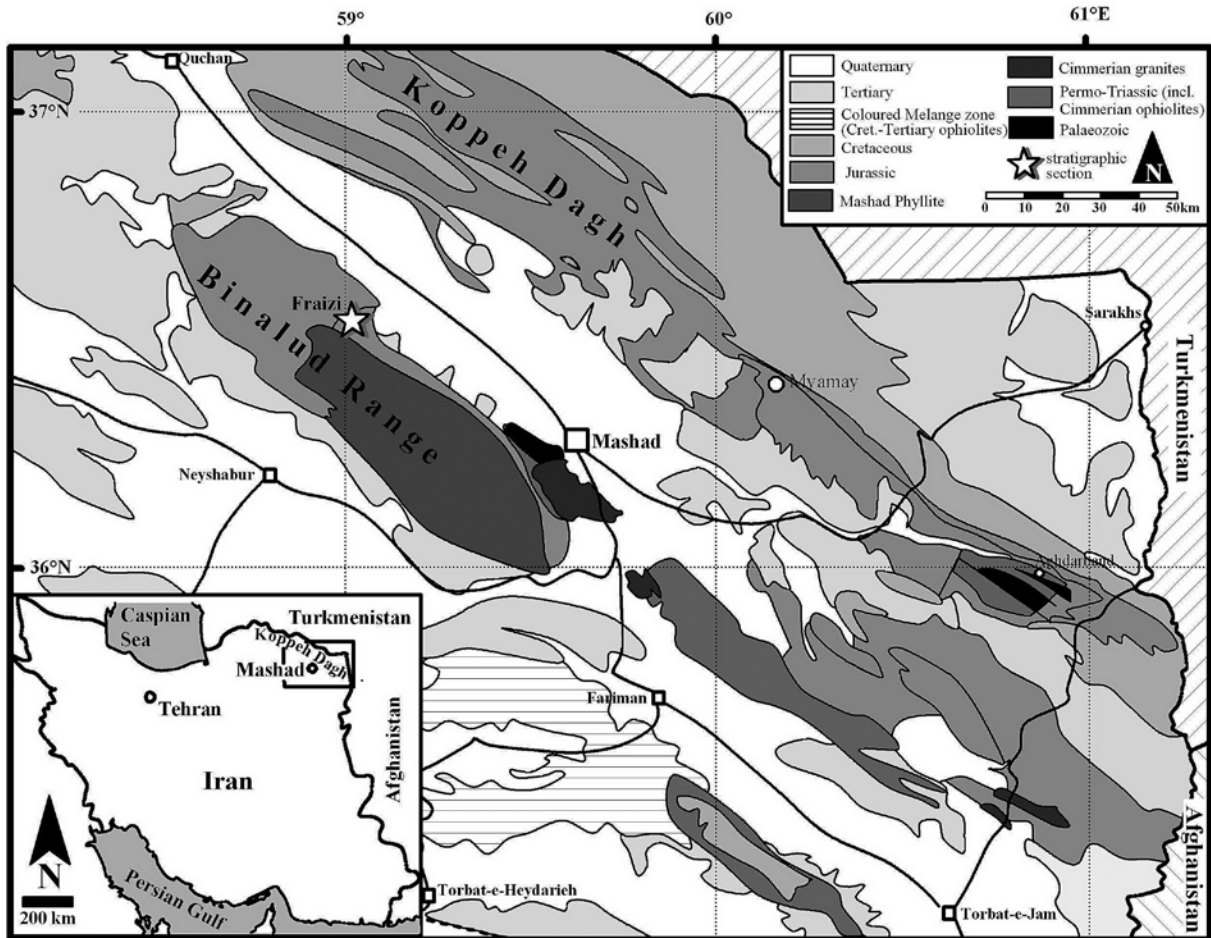 59°
60°
61°E
Quchan
37°N
Koppeh Dagh
Quaternary
Tertiary
Coloured Melange zone
(Cret.-Tertiary ophiolites)
Cretaceous
Jurassic
Mashad Phyllite
Cimmerian granites
Permo-Triassic (incl.
Cimmerian ophiolites)
Palaeozoic
stratigraphic
section
N
0 10 20 30 40 50km
Binalud Range
Fraizi
Sarakhs
Turkmenistan
Myamay
Mashad
Neyshabur
36°N
Aghdarband
Fariman
Torbat-e-Heydarieh
Torbat-e-Jam
Afghanistan
Caspian
Sea
Turkmenistan
Koppeh Dagh
Mashad
Tehran
Iran
Afghanistan
N
200 km
Persian Gulf